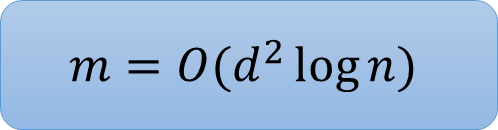 m = O(d² log n)